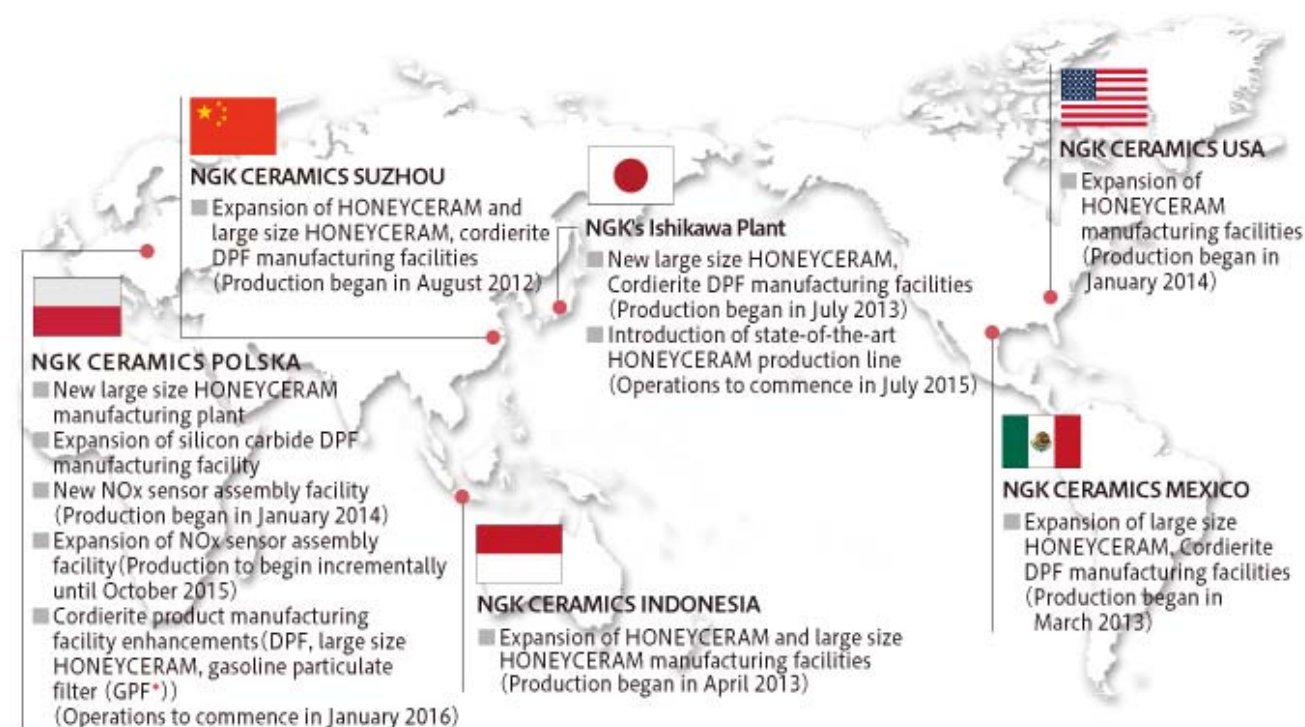 NGK CERAMICS SUZHOU
Expansion of HONEYCERAM and
large size HONEYCERAM, cordierite
DPF manufacturing facilities
(Production began in August 2012)
NGK's Ishikawa Plant
New large size HONEYCERAM,
Cordierite DPF manufacturing facilities
(Production began in July 2013)
Introduction of state-of-the-art
HONEYCERAM production line
(Operations to commence in July 2015)
NGK CERAMICS USA
Expansion of
HONEYCERAM
manufacturing facilities
(Production began in
January 2014)
NGK CERAMICS POLSKA
New large size HONEYCERAM
manufacturing plant
Expansion of silicon carbide DPF
manufacturing facility
New NOx sensor assembly facility
(Production began in January 2014)
Expansion of NOx sensor assembly
facility(Production to begin incrementally
until October 2015)
Cordierite product manufacturing
facility enhancements(DPF, large size
HONEYCERAM, gasoline particulate
filter (GPF*))
(Operations to commence in January 2016)
NGK CERAMICS INDONESIA
Expansion of HONEYCERAM and large size
HONEYCERAM manufacturing facilities
(Production began in April 2013)
NGK CERAMICS MEXICO
Expansion of large size
HONEYCERAM, Cordierite
DPF manufacturing facilities
(Production began in
March 2013)